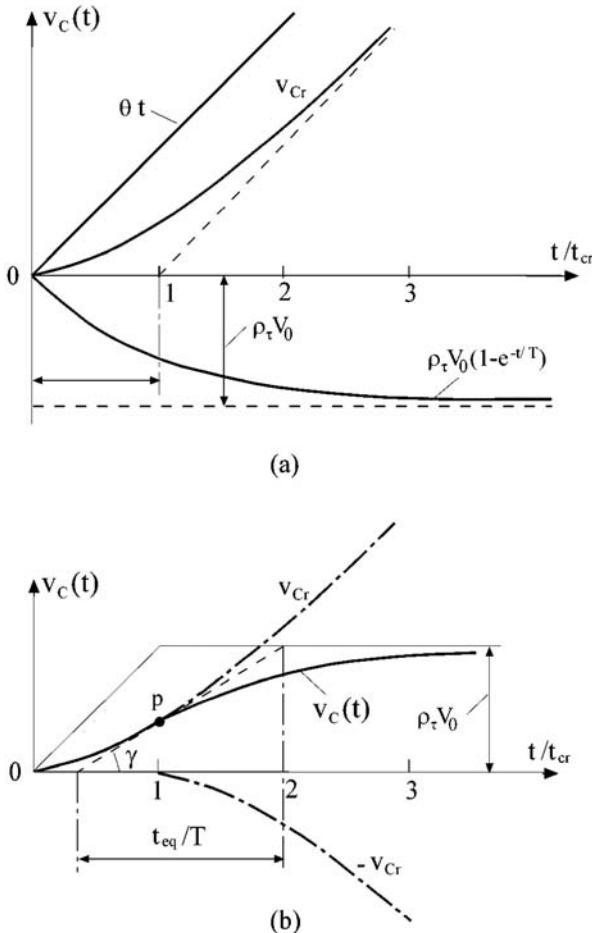 v_C(t)
θ t
v_Cr
0
1
2
3
t/t_cr
ρ_τV_0
ρ_τV_0(1-e^-t/T)
(a)
v_C(t)
v_Cr
p
v_C(t)
ρ_τV_0
γ
0
1
2
3
t/t_cr
t_eq/T
-v_Cr
(b)